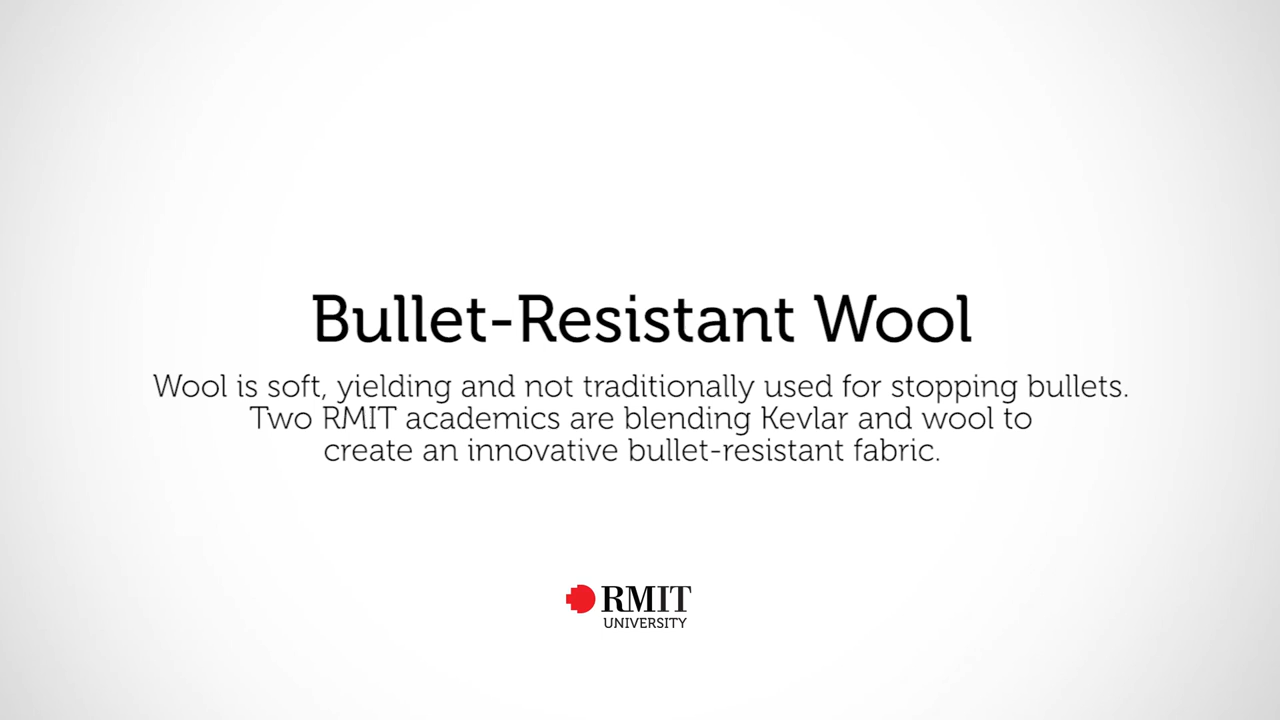 Bullet-Resistant Wool
Wool is soft, yielding and not traditionally used for stopping bullets.
Two RMIT academics are blending Kevlar and wool to
create an innovative bullet-resistant fabric.
RMIT
UNIVERSITY